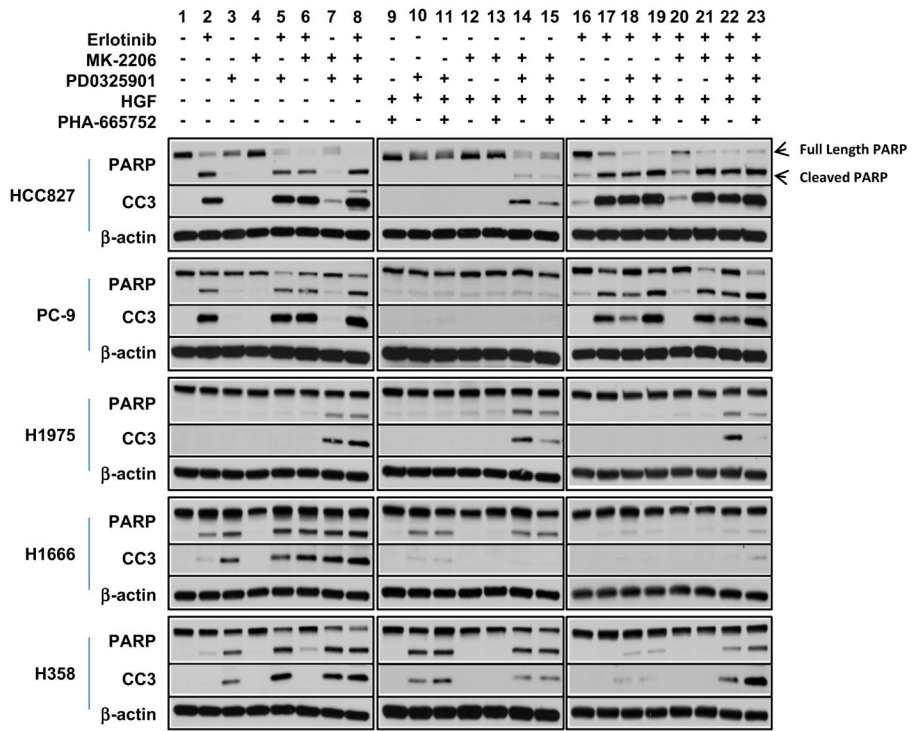 1 2 3 4 5 6 7 8 9 10 11 12 13 14 15 16 17 18 19 20 21 22 23
Erlotinib - + - - + + - + - - - - - - - + + + + + + + +
MK-2206 - - - + - + + + - - - + + + + - - - - + + + +
PD0325901 - - + - + - + + - + + - - + + - - + + - - + +
HGF - - - - - - - - + + + + + + + + + + + + + + +
PHA-665752 - - - - - - - - + - + - + - + - + - + - + - +
HCC827
PARP
Full Length PARP
Cleaved PARP
CC3
β-actin
PC-9
PARP
CC3
β-actin
H1975
PARP
CC3
β-actin
H1666
PARP
CC3
β-actin
H358
PARP
CC3
β-actin